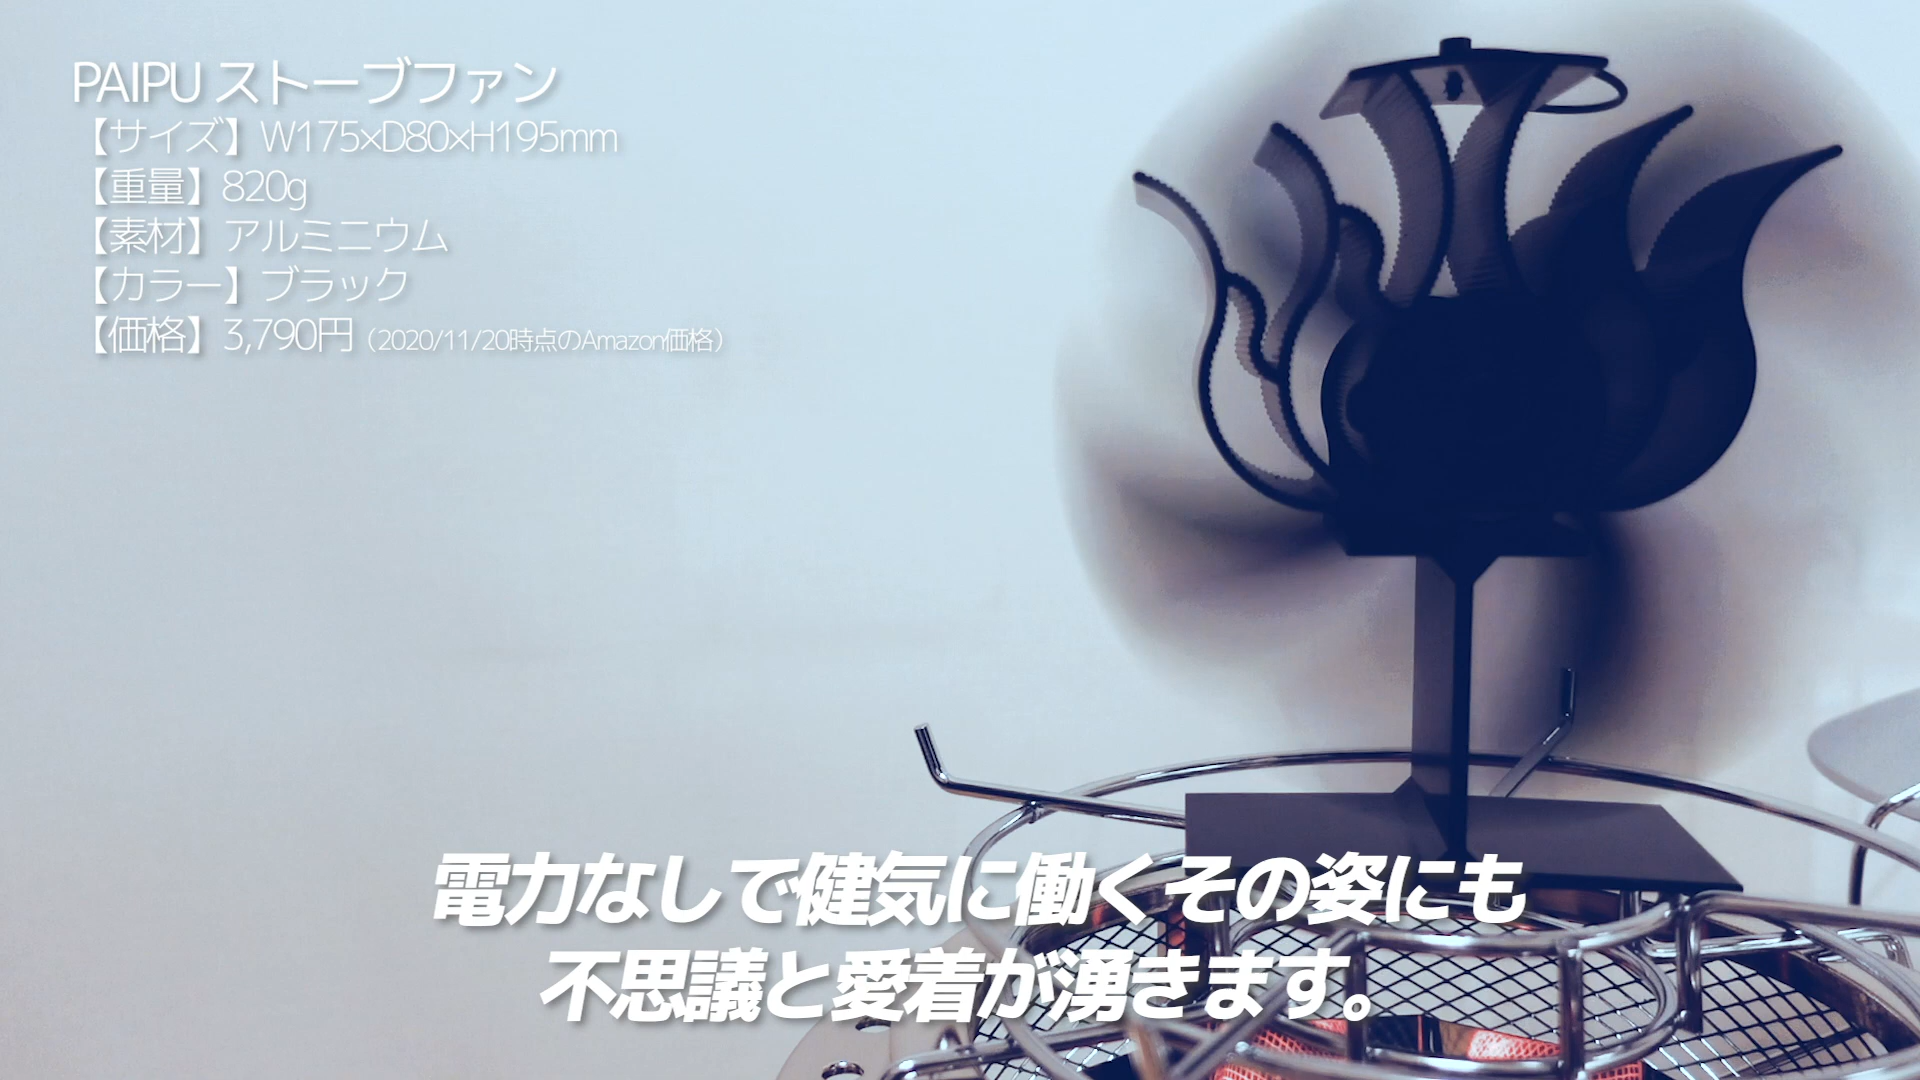 PAIPU ストーブファン
【サイズ】W175×D80×H195mm
【重量】820g
【素材】アルミニウム
【カラー】ブラック
【価格】3,790円（2020/11/20時点のAmazon価格）
電力なしで健気に働くその姿にも
不思議と愛着が湧きます。